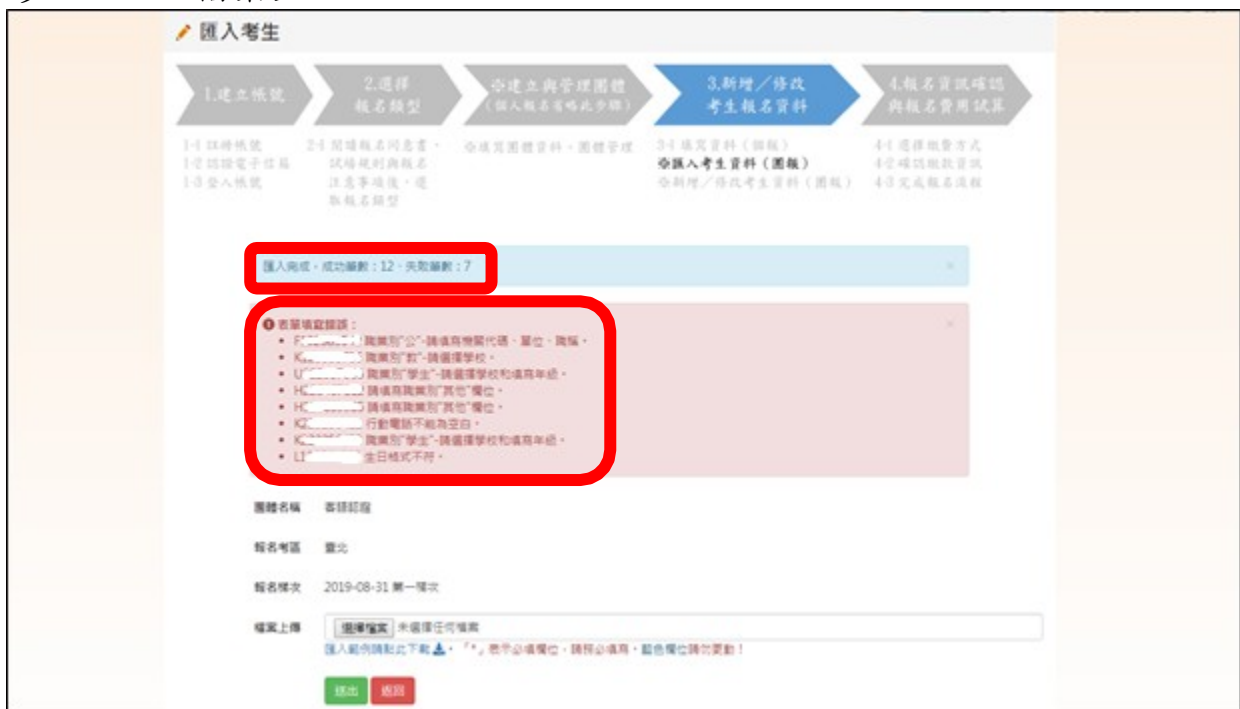 匯入考生
1.建立帳號
2.選擇
報名類型
※建立與管理團體
(個人報名省略此步驟)
3.新增／修改
考生報名資料
4.報名資訊確認
與報名費用試算
1-1 註冊帳號
1-2 認證電子信箱
1-3 登入帳號
2-1 閱讀報名同意書、
試場規則與報名
注意事項後，選
取報名類型
※填寫團體資料、團體管理
3-1 填寫資料（個報）
※匯入考生資料（團報）
※新增／修改考生資料（團報）
4-1 選擇繳費方式
4-2 確認繳款資訊
4-3 完成報名流程
匯入完成，成功筆數：12、失敗筆數：7
表單填寫錯誤：
職業別"公"-請填寫機關代碼、單位、職稱。
職業別"教"-請選擇學校。
職業別"學生"-請選擇學校和填寫年級。
請填寫職業別"其他"欄位。
請填寫職業別"其他"欄位。
行動電話不能為空白。
職業別"學生"-請選擇學校和填寫年級。
生日格式不符。
團體名稱 客語認證
報名考區 臺北
報名梯次 2019-08-31 第一梯次
檔案上傳 選擇檔案 未選擇任何檔案
匯入範例請點此下載，「*」表示必填欄位，請務必填寫，藍色欄位請勿更動！
送出 返回